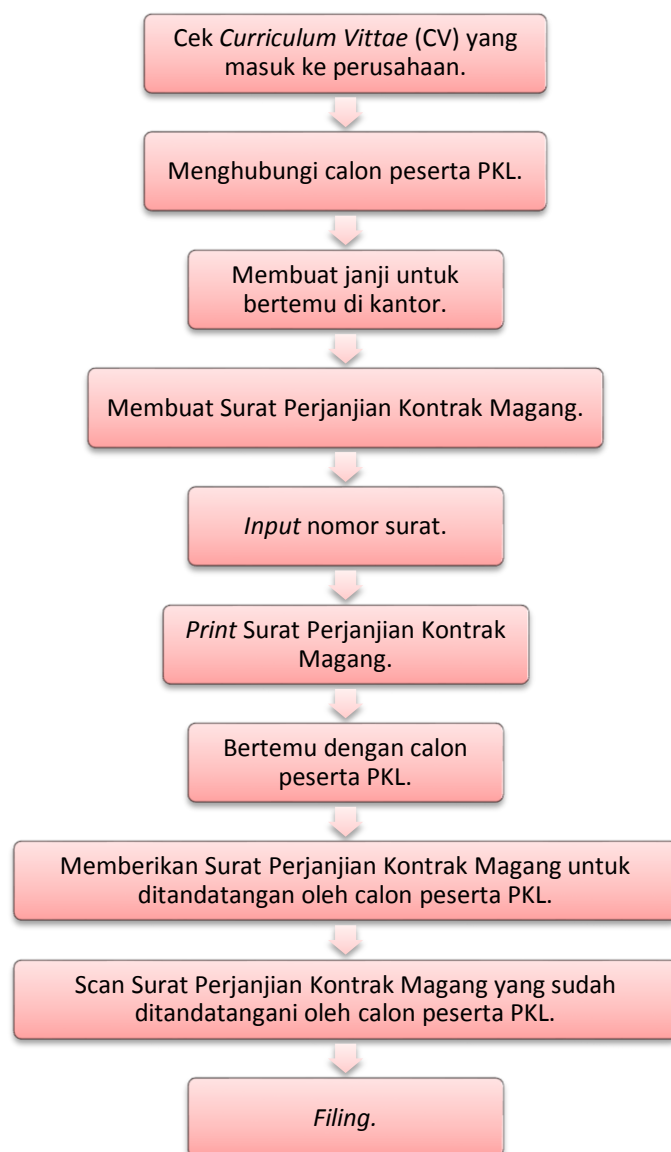 Cek Curriculum Vittae (CV) yang
masuk ke perusahaan.
Menghubungi calon peserta PKL.
Membuat janji untuk
bertemu di kantor.
Membuat Surat Perjanjian Kontrak Magang.
Input nomor surat.
Print Surat Perjanjian Kontrak
Magang.
Bertemu dengan calon
peserta PKL.
Memberikan Surat Perjanjian Kontrak Magang untuk
ditandatangan oleh calon peserta PKL.
Scan Surat Perjanjian Kontrak Magang yang sudah
ditandatangani oleh calon peserta PKL.
Filing.